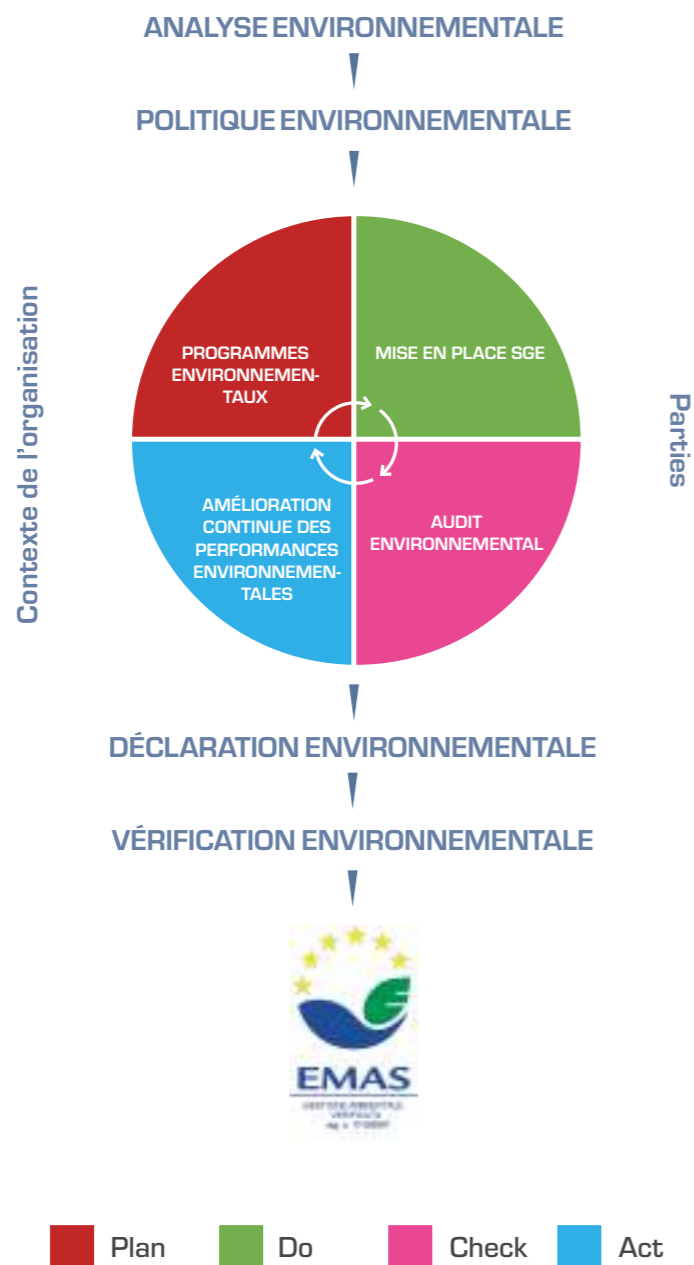 ANALYSE ENVIRONNEMENTALE
POLITIQUE ENVIRONNEMENTALE
Contexte de l'organisation
PROGRAMMES
ENVIRONNEMEN-
TAUX
MISE EN PLACE SGE
Parties
AMÉLIORATION
CONTINUE DES
PERFORMANCES
ENVIRONNEMEN-
TALES
AUDIT
ENVIRONNEMENTAL
DÉCLARATION ENVIRONNEMENTALE
VÉRIFICATION ENVIRONNEMENTALE
EMAS
Plan
Do
Check
Act